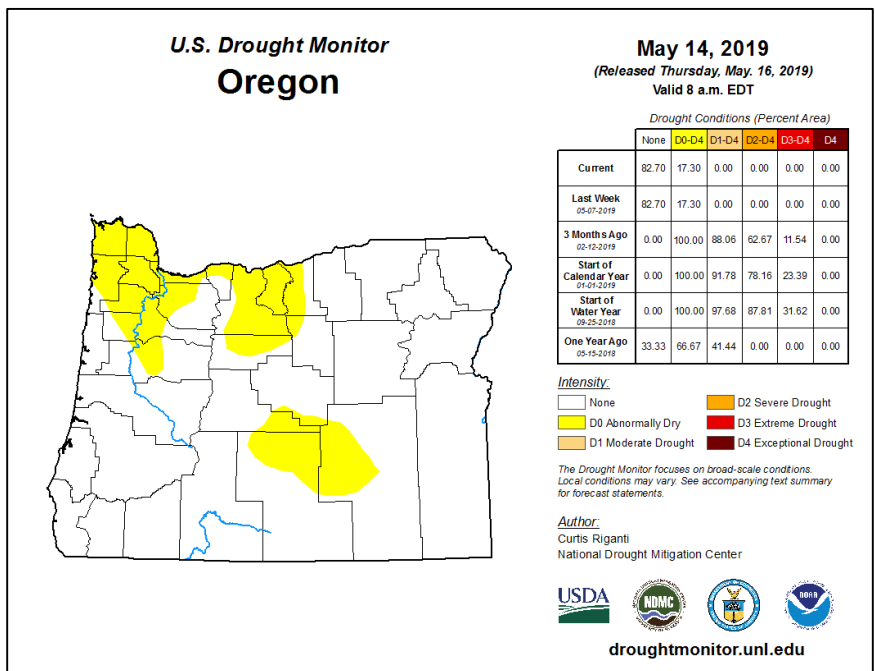 U.S. Drought Monitor
Oregon
May 14, 2019
(Released Thursday, May. 16, 2019)
Valid 8 a.m. EDT
Drought Conditions (Percent Area)
None D0-D4 D1-D4 D2-D4 D3-D4 D4
Current 82.70 17.30 0.00 0.00 0.00 0.00
Last Week
05-07-2019
82.70 17.30 0.00 0.00 0.00 0.00
3 Months Ago
02-12-2019
0.00 100.00 88.06 62.67 11.54 0.00
Start of
Calendar Year
01-01-2019
0.00 100.00 91.78 78.16 23.39 0.00
Start of
Water Year
09-25-2018
0.00 100.00 97.68 87.81 31.62 0.00
One Year Ago
05-15-2018
33.33 66.67 41.44 0.00 0.00 0.00
Intensity:
None
D0 Abnormally Dry
D1 Moderate Drought
D2 Severe Drought
D3 Extreme Drought
D4 Exceptional Drought
The Drought Monitor focuses on broad-scale conditions.
Local conditions may vary. See accompanying text summary
for forecast statements.
Author:
Curtis Riganti
National Drought Mitigation Center
USDA
NDMC
NOAA
droughtmonitor.unl.edu